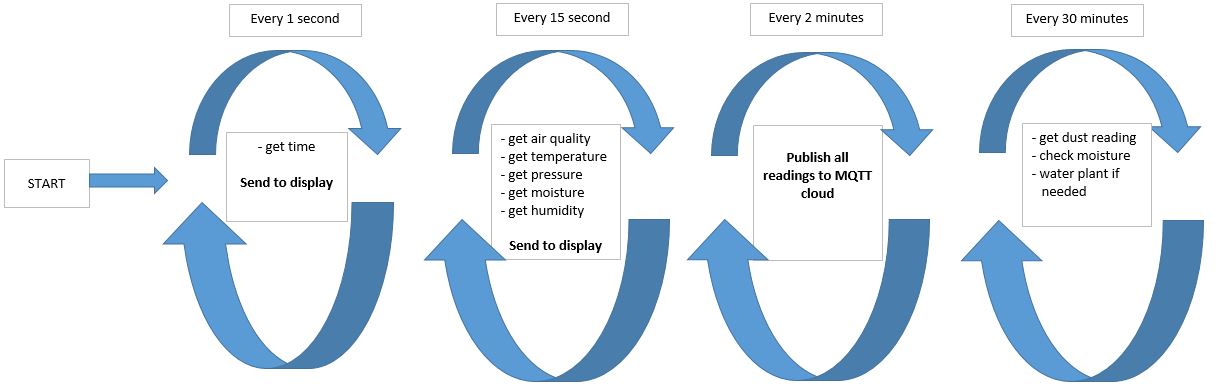 Every 1 second
Every 15 second
Every 2 minutes
Every 30 minutes
START
- get time
Send to display
- get air quality
- get temperature
- get pressure
- get moisture
- get humidity
Send to display
Publish all
readings to MQTT
cloud
- get dust reading
- check moisture
- water plant if
needed